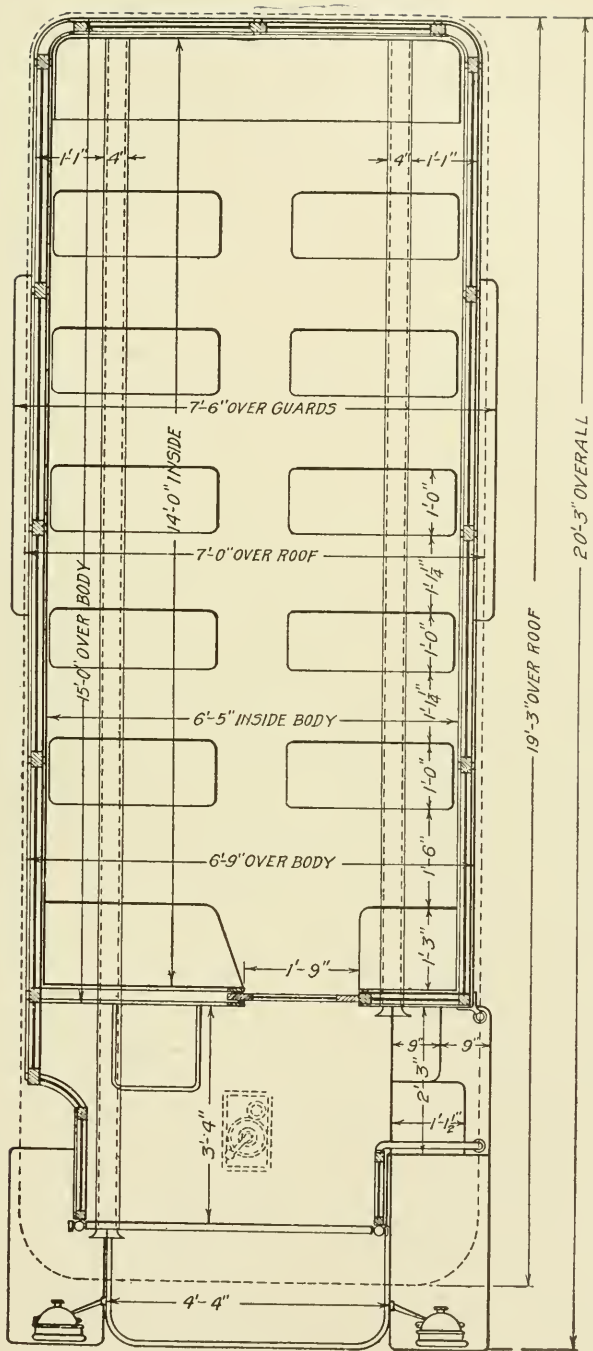 1'-1"
4"
4"
1'-1"
7'-6" OVER GUARDS
14'-0" INSIDE
1'-0"
7'-0" OVER ROOF
1'-1¼"
15'-0" OVER BODY
1'-0"
1'-1¼"
6'-5" INSIDE BODY
1'-0"
6'-9" OVER BODY
1'-6"
1'-3"
1'-9"
9"
9"
2'-3"
1'-1½"
3'-4"
4'-4"
19'-3" OVER ROOF
20'-3" OVERALL